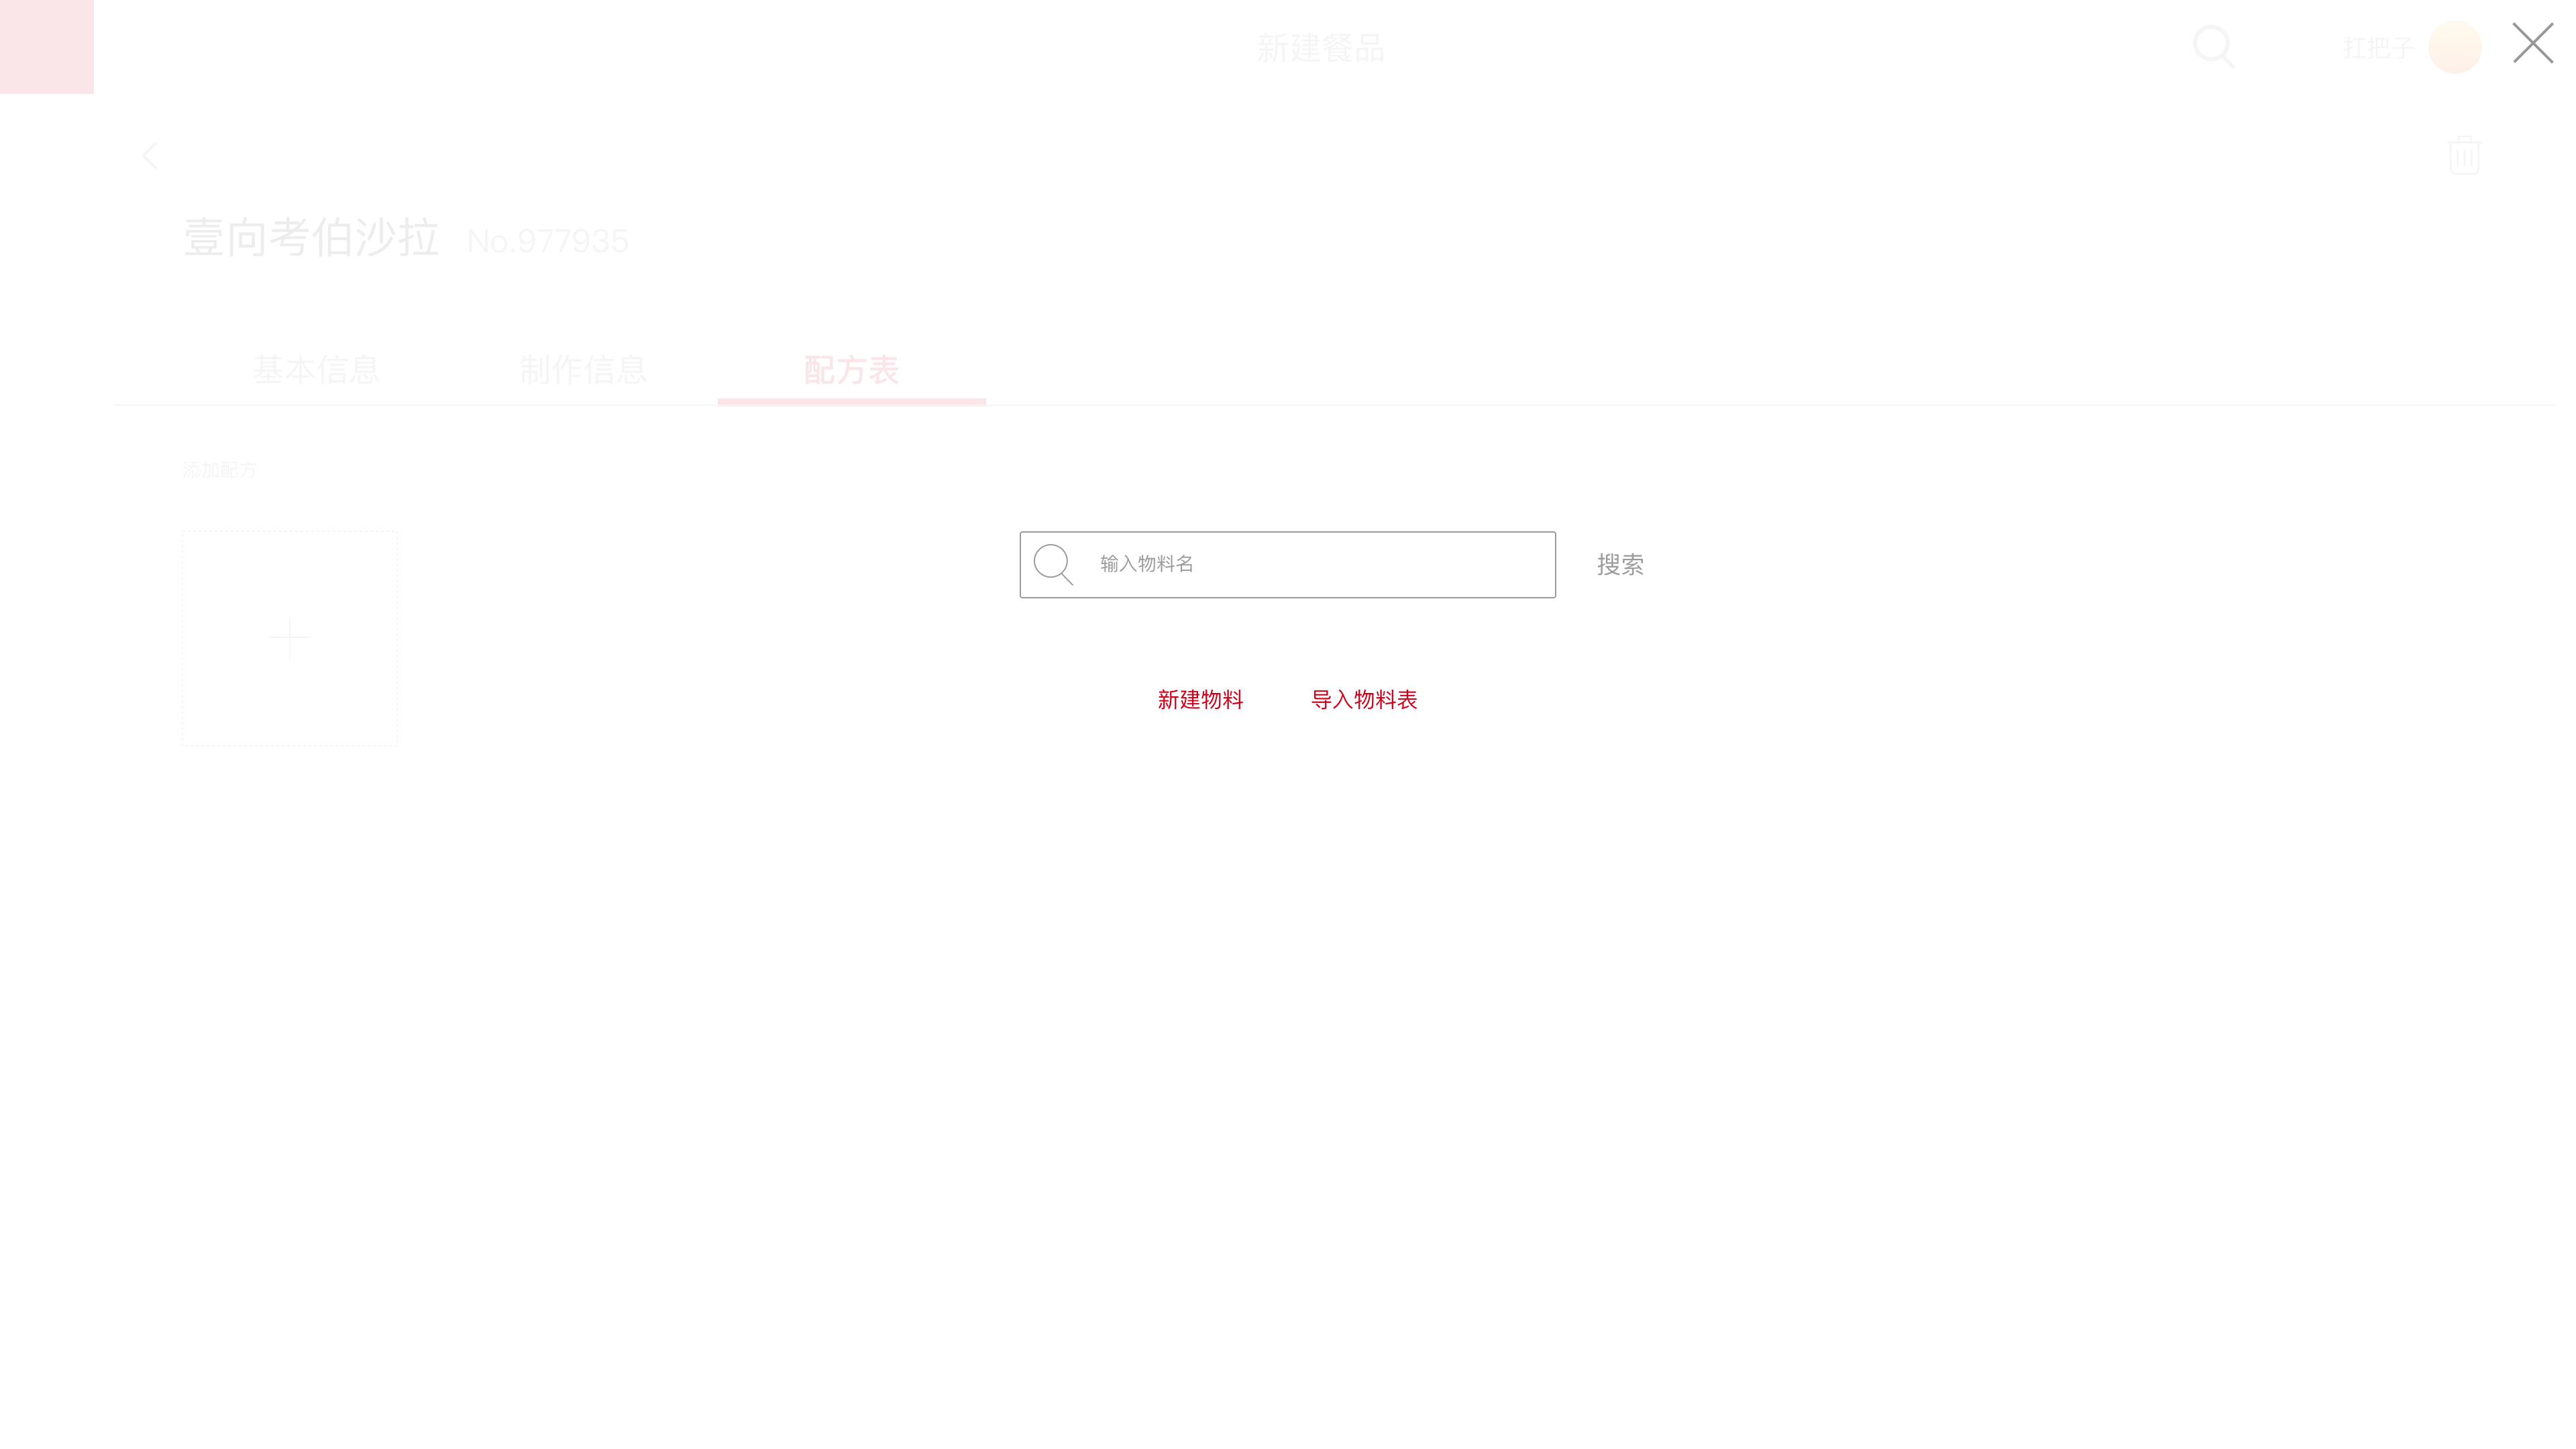 新建餐品
扛把子
壹向考伯沙拉 No.977935
基本信息 制作信息 配方表
添加配方
输入物料名 搜索
新建物料 导入物料表